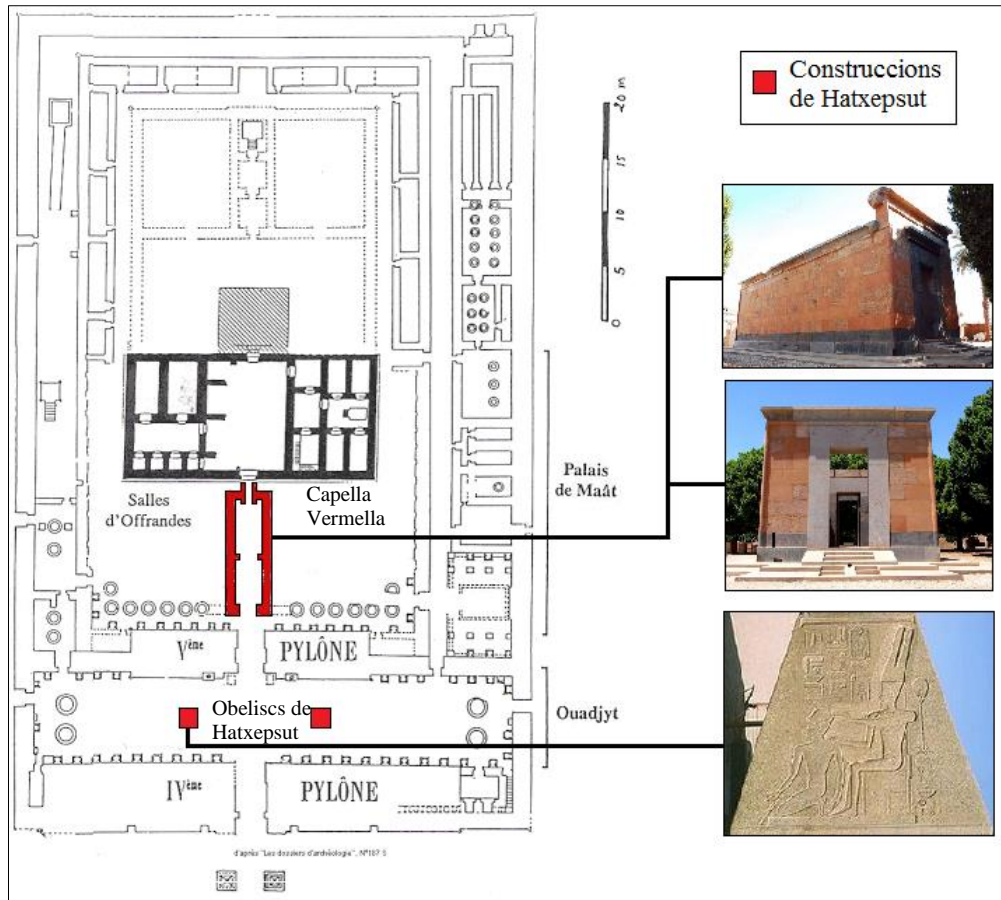 Construccions
de Hatxepsut
20 m
15
10
5
0
Salles
d'Offrandes
Capella
Vermella
Palais
de Maât
Vème
PYLÔNE
Obeliscs de
Hatxepsut
Ouadjyt
IVème
PYLÔNE
d'après "Les dossiers d'archéologie", N°187 S